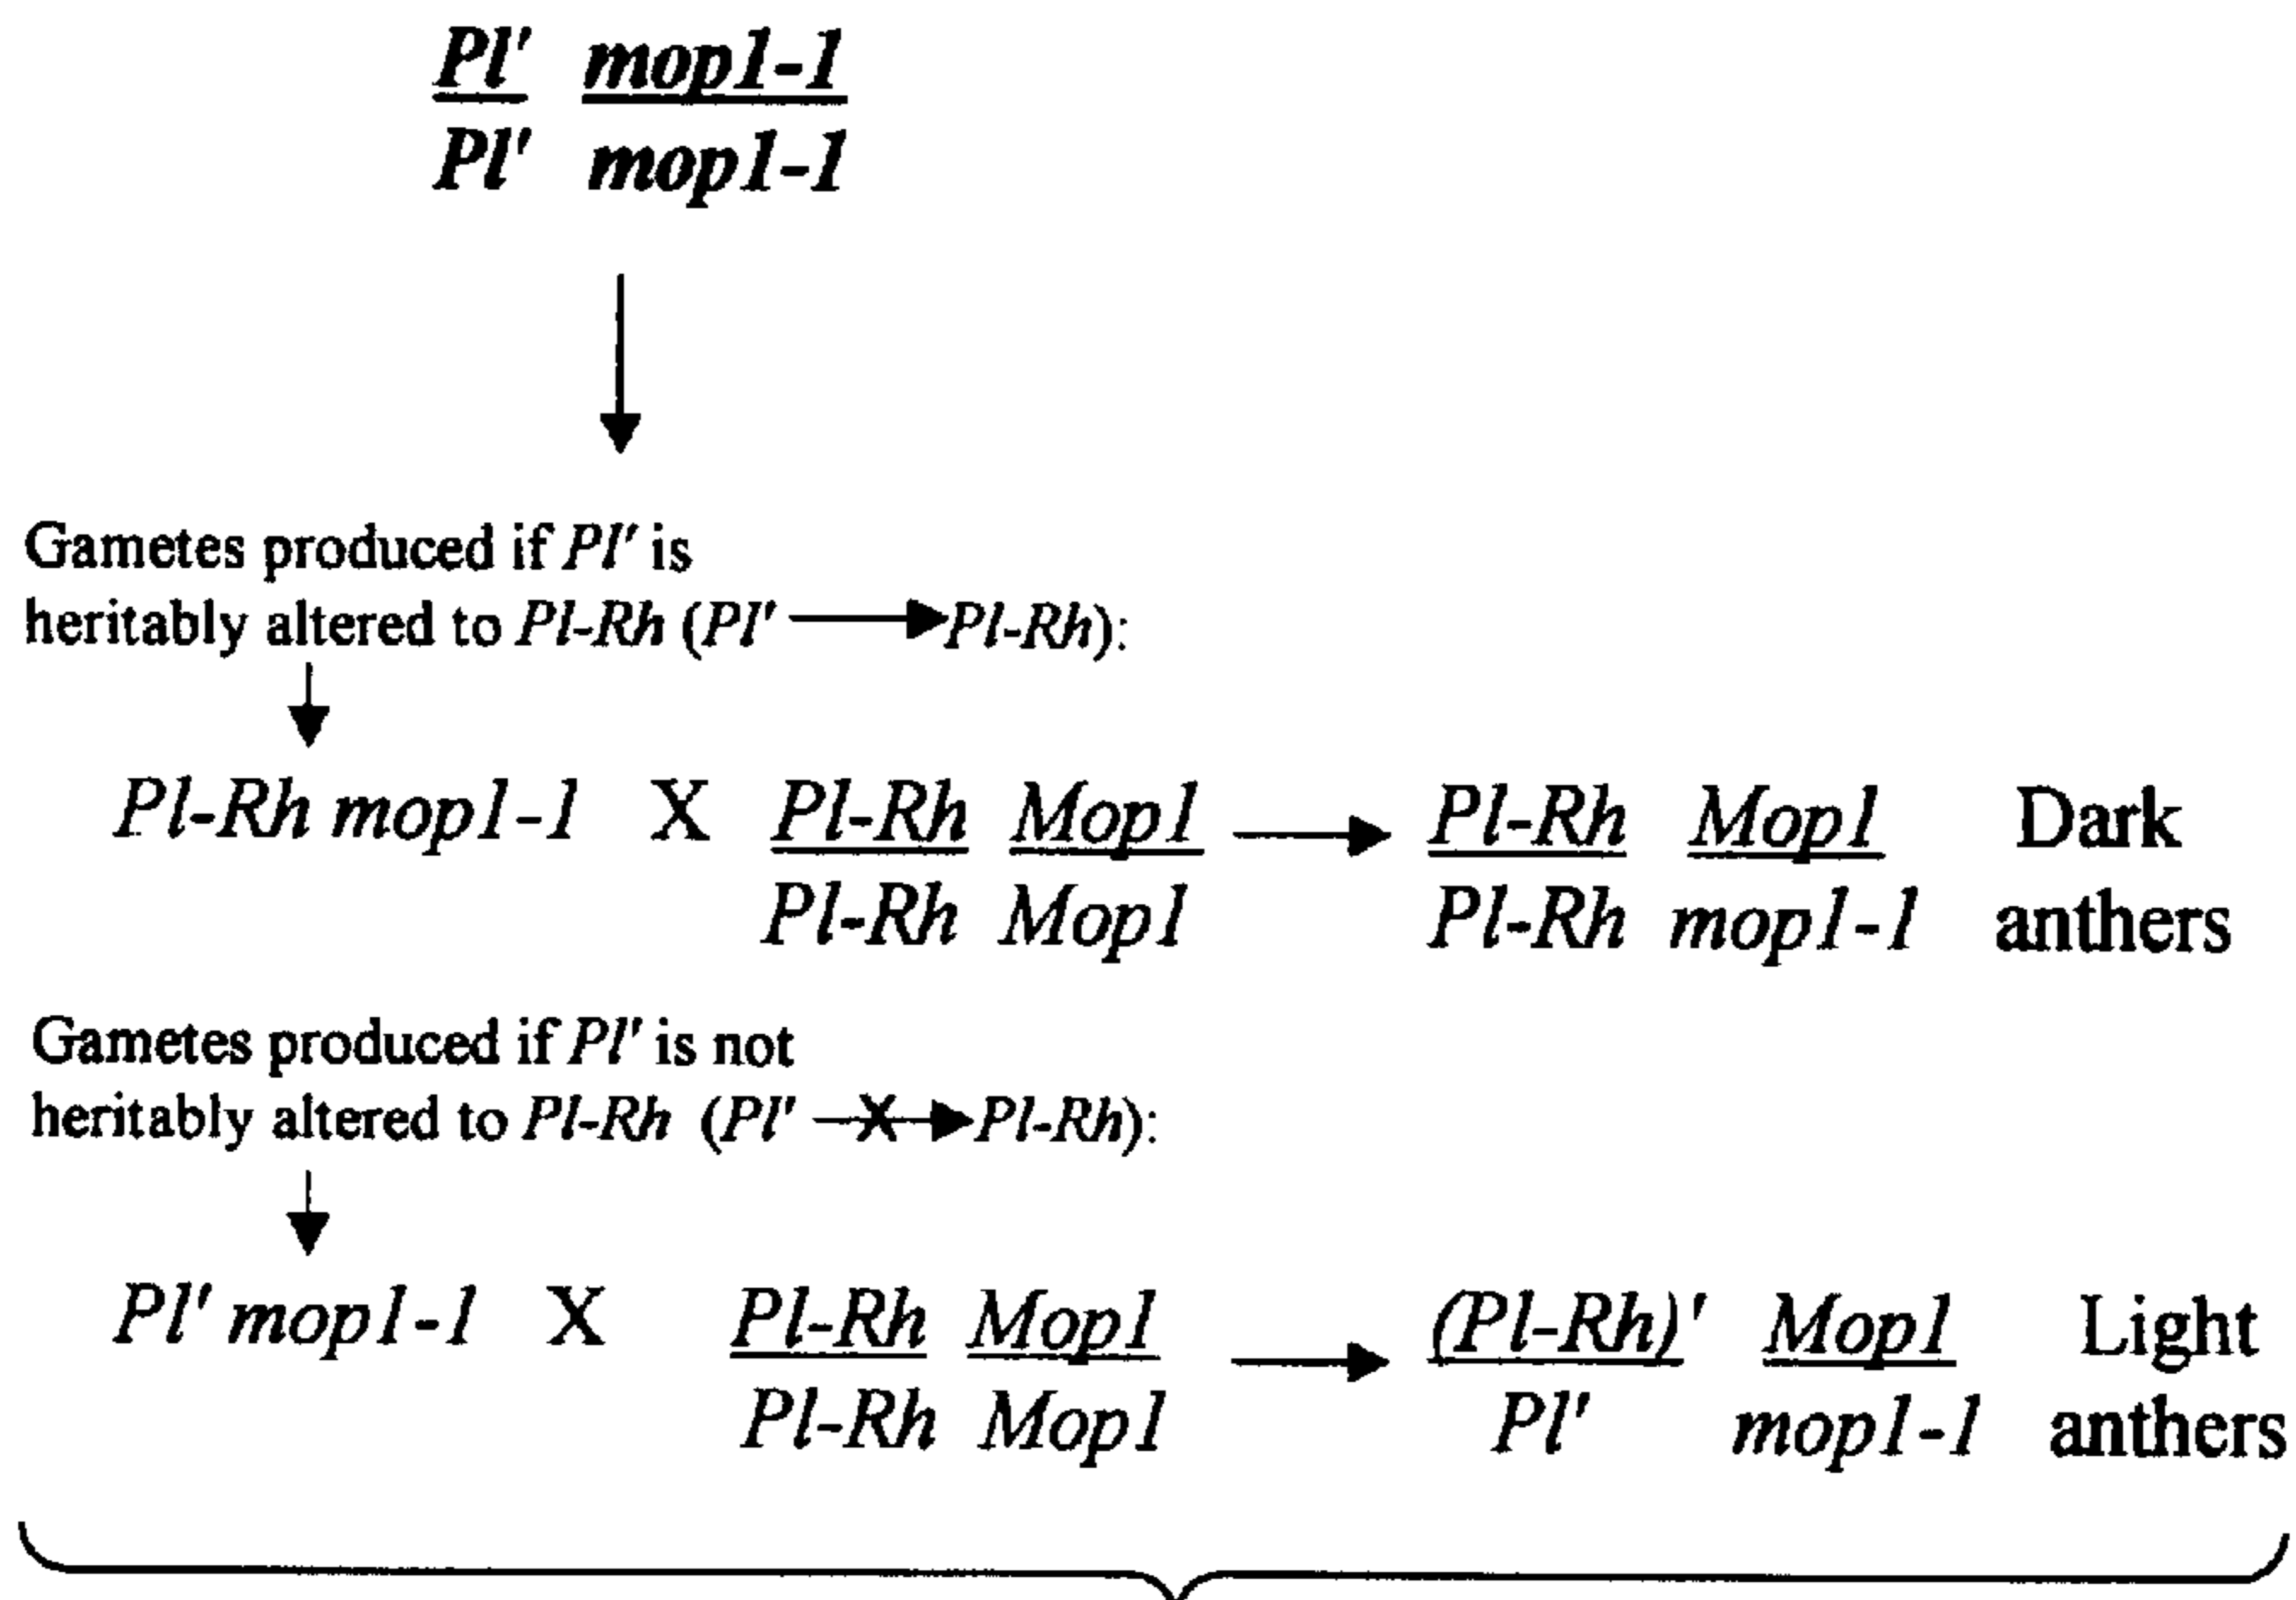 Pl' mop1-1
Pl' mop1-1
Gametes produced if Pl' is
heritably altered to Pl-Rh (Pl' → Pl-Rh):
Pl-Rh mop1-1 X Pl-Rh Mop1 → Pl-Rh Mop1 Dark
Pl-Rh Mop1 Pl-Rh mop1-1 anthers
Gametes produced if Pl' is not
heritably altered to Pl-Rh (Pl' –X→ Pl-Rh):
Pl' mop1-1 X Pl-Rh Mop1 → (Pl-Rh)' Mop1 Light
Pl-Rh Mop1 Pl' mop1-1 anthers